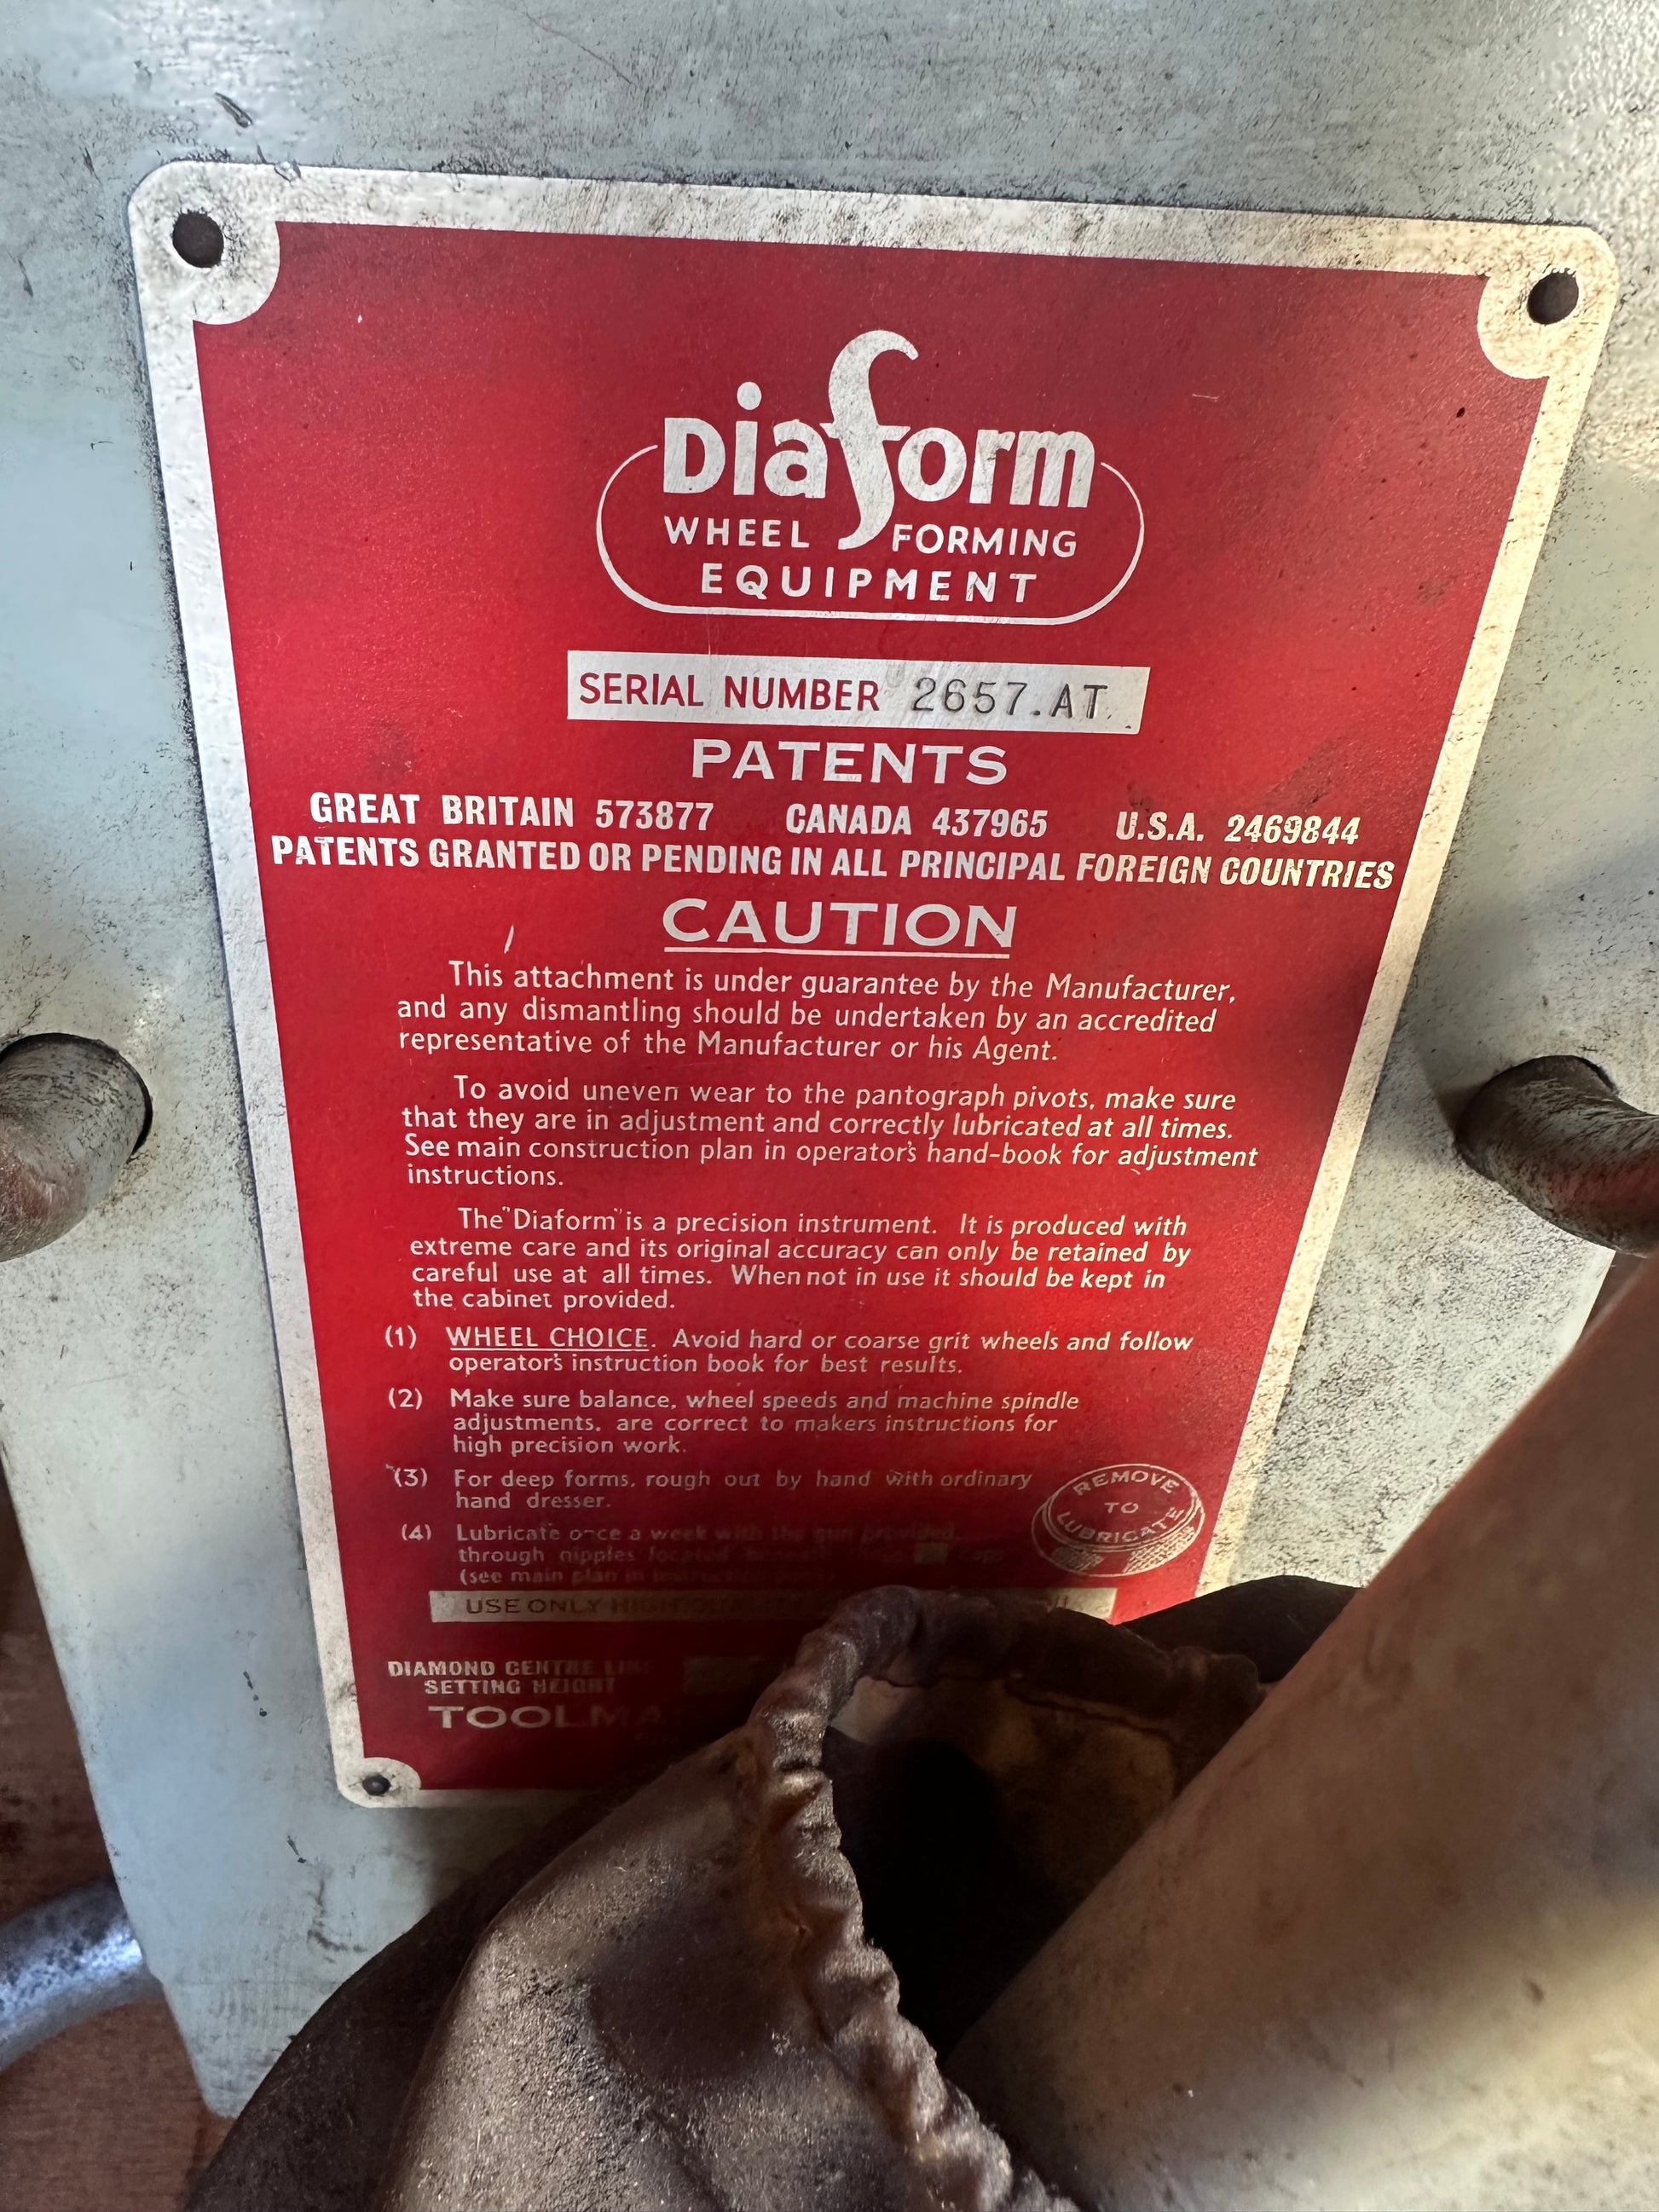 Diaform
WHEEL FORMING
EQUIPMENT
SERIAL NUMBER 2657.AT
PATENTS
GREAT BRITAIN 573877 CANADA 437965 U.S.A. 2469844
PATENTS GRANTED OR PENDING IN ALL PRINCIPAL FOREIGN COUNTRIES
CAUTION
This attachment is under guarantee by the Manufacturer,
and any dismantling should be undertaken by an accredited
representative of the Manufacturer or his Agent.
To avoid uneven wear to the pantograph pivots, make sure
that they are in adjustment and correctly lubricated at all times.
See main construction plan in operator's hand-book for adjustment
instructions.
The "Diaform" is a precision instrument. It is produced with
extreme care and its original accuracy can only be retained by
careful use at all times. When not in use it should be kept in
the cabinet provided.
(1) WHEEL CHOICE. Avoid hard or coarse grit wheels and follow
operator's instruction book for best results.
(2) Make sure balance, wheel speeds and machine spindle
adjustments, are correct to makers instructions for
high precision work.
(3) For deep forms, rough out by hand with ordinary
hand dresser.
REMOVE
TO
LUBRICATE
(4) Lubricate once a week with the gun provided,
through nipples located
(see main plan in
USE ONLY HIGH
DIAMOND CENTRE
SETTING HEIGHT